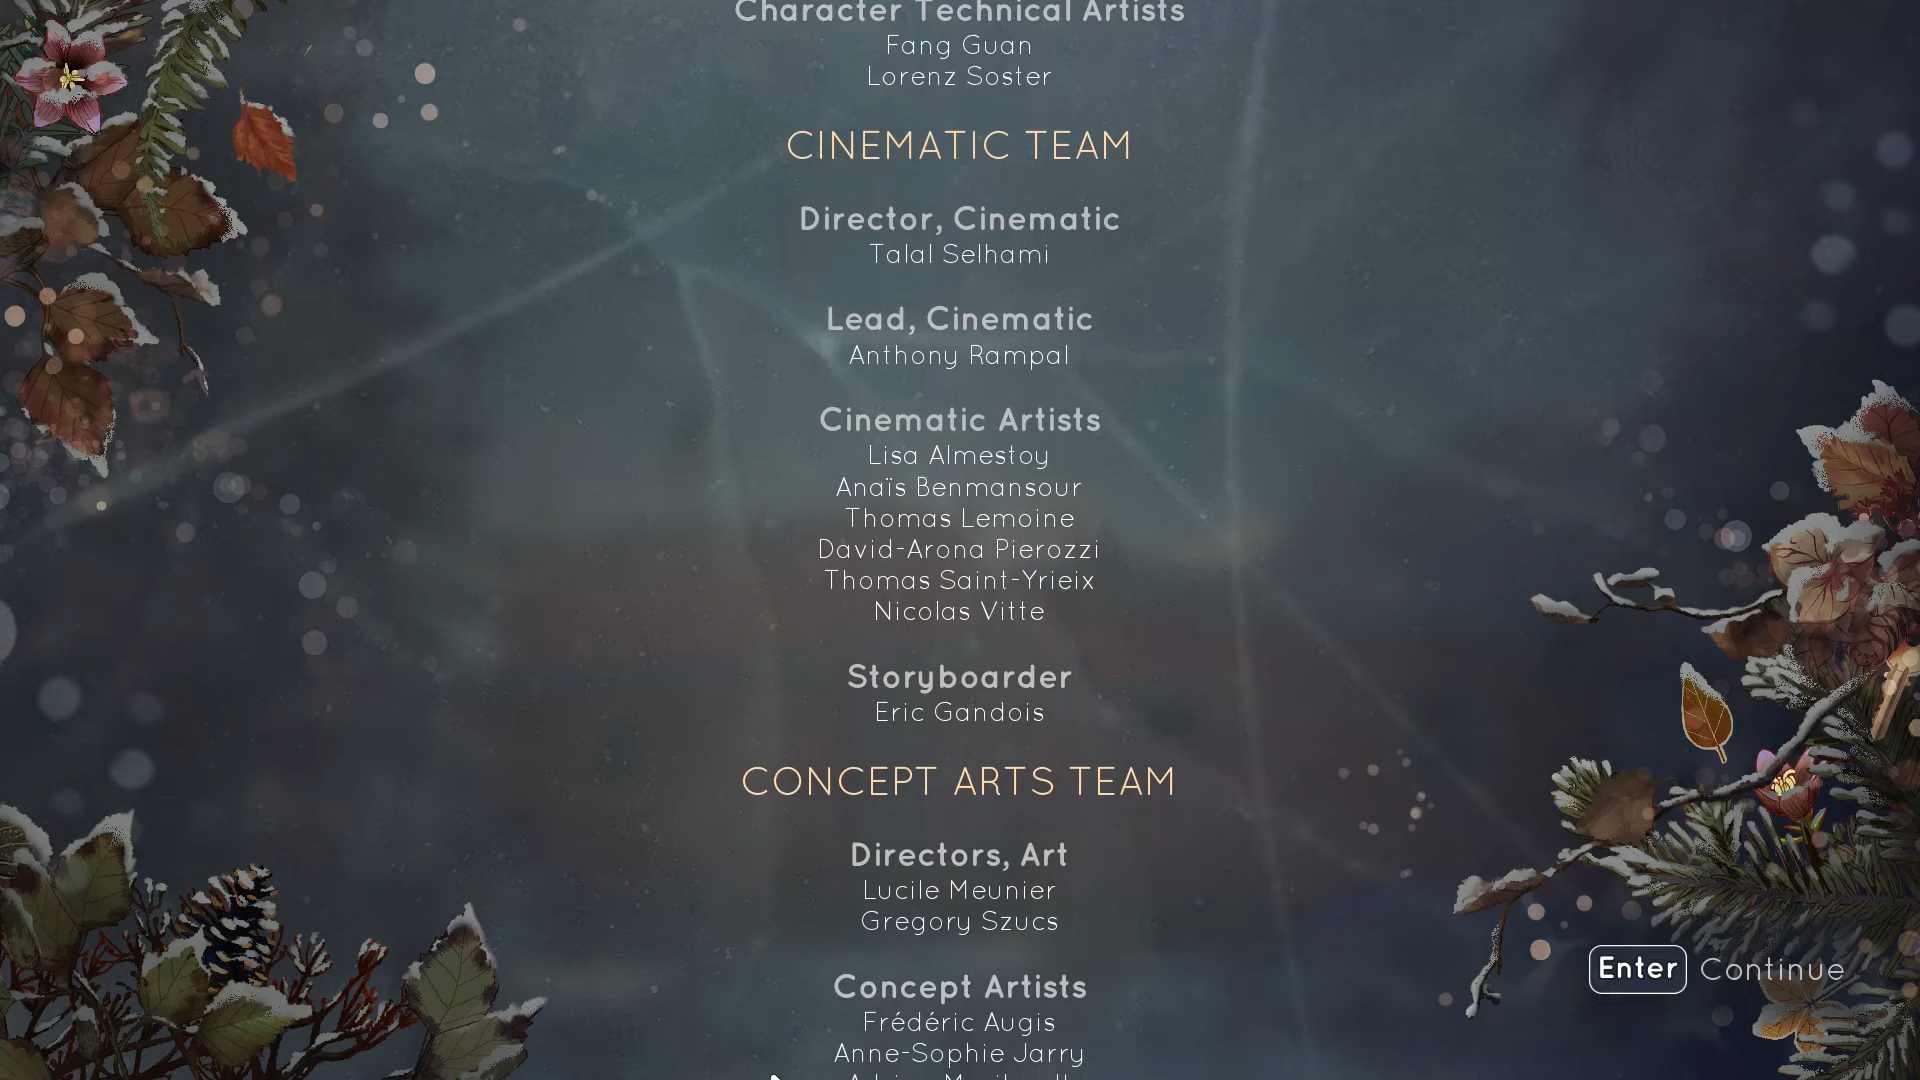 Character Technical Artists
Fang Guan
Lorenz Soster
CINEMATIC TEAM
Director, Cinematic
Talal Selhami
Lead, Cinematic
Anthony Rampal
Cinematic Artists
Lisa Almestoy
Anaïs Benmansour
Thomas Lemoine
David-Arona Pierozzi
Thomas Saint-Yrieix
Nicolas Vitte
Storyboarder
Eric Gandois
CONCEPT ARTS TEAM
Directors, Art
Lucile Meunier
Gregory Szucs
Concept Artists
Frédéric Augis
Anne-Sophie Jarry
Enter Continue